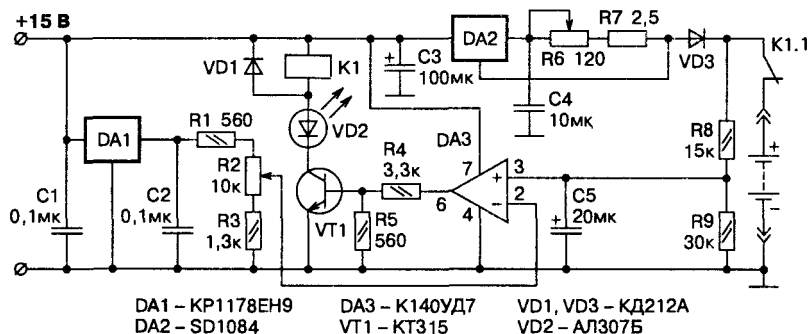 +15 В
VD1
K1
C3
100мк
DA2
R6 120
R7 2,5
VD3
K1.1
C4
10мк
DA1
R1 560
VD2
DA3
R4
3,3к
R8
15к
R2
10к
C1
0,1мк
C2
0,1мк
R3
1,3к
VT1
R5
560
7
6
4
+
−
3
2
C5
20мк
R9
30к
+
−
+
+
DA1 – КР1178ЕН9
DA3 – К140УД7
VD1, VD3 – КД212А
DA2 – SD1084
VT1 – КТ315
VD2 – АЛ307Б